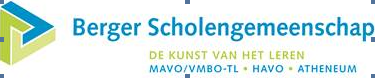 Berger Scholengemeenschap
DE KUNST VAN HET LEREN
MAVO/VMBO-TL • HAVO • ATHENEUM